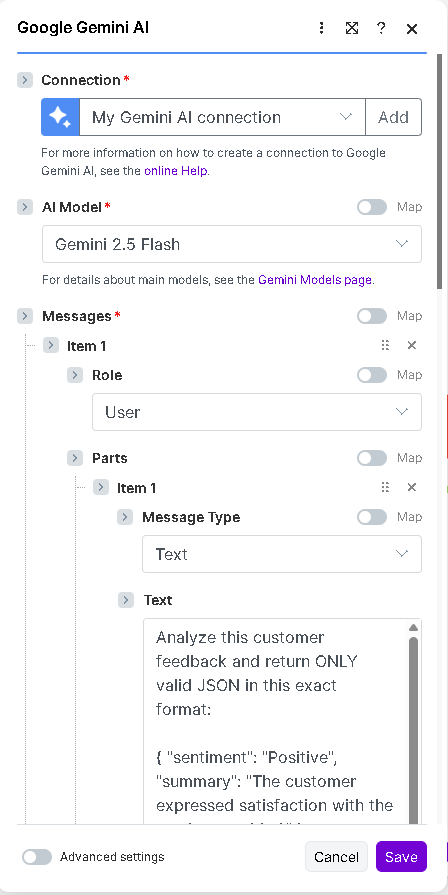 Google Gemini AI
?
Connection*
My Gemini AI connection
Add
For more information on how to create a connection to Google
Gemini AI, see the online Help.
AI Model*
Map
Gemini 2.5 Flash
For details about main models, see the Gemini Models page.
Messages*
Map
Item 1
Role
Map
User
Parts
Map
Item 1
Message Type
Map
Text
Text
Analyze this customer
feedback and return ONLY
valid JSON in this exact
format:
{ "sentiment": "Positive",
"summary": "The customer
expressed satisfaction with the
Advanced settings
Cancel
Save